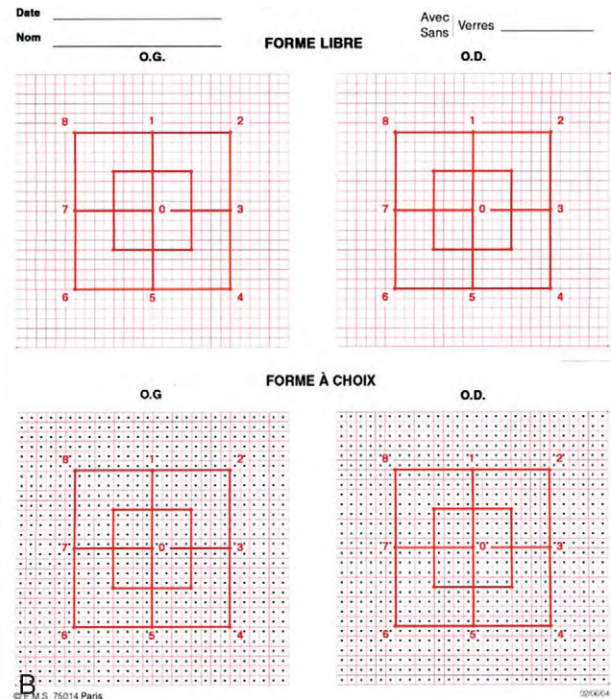 Date
Nom
Avec
Sans
Verres
FORME LIBRE
O.G.
O.D.
8 1 2
8 1 2
7 0 3
7 0 3
6 5 4
6 5 4
FORME À CHOIX
O.G
O.D.
8 1 2
8 1 2
7 0 3
7 0 3
6 5 4
6 5 4
B
© E.M.S. 75014 Paris